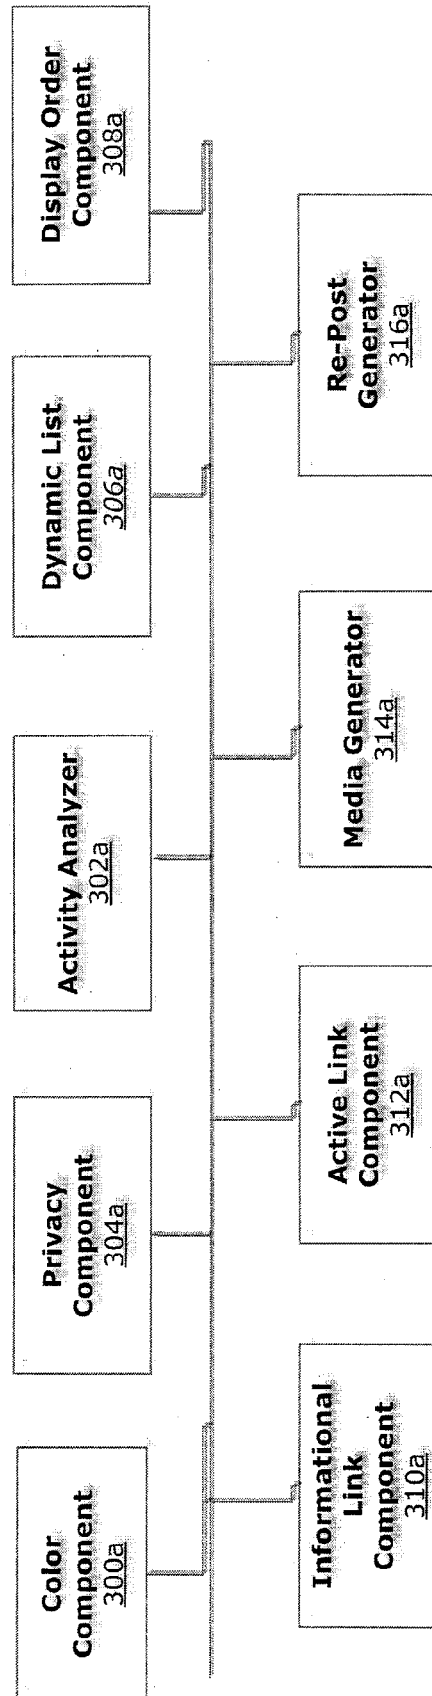 Color
Component
300a
Privacy
Component
304a
Activity Analyzer
302a
Dynamic List
Component
306a
Display Order
Component
308a
Informational
Link
Component
310a
Active Link
Component
312a
Media Generator
314a
Re-Post
Generator
316a